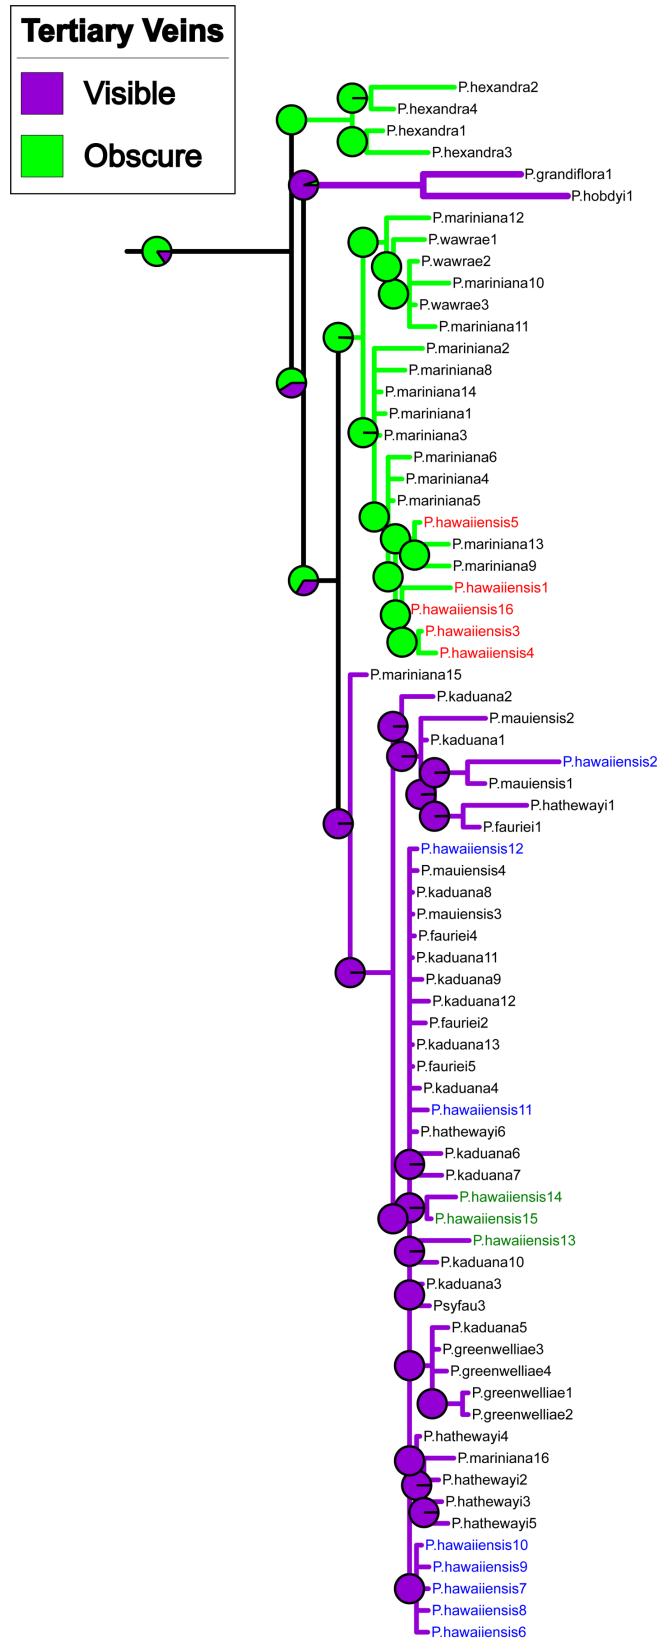 Tertiary Veins
Visible
Obscure
P.hexandra2
P.hexandra4
P.hexandra1
P.hexandra3
P.grandiflora1
P.hobdyi1
P.mariniana12
P.wawrae1
P.wawrae2
P.mariniana10
P.wawrae3
P.mariniana11
P.mariniana2
P.mariniana8
P.mariniana14
P.mariniana1
P.mariniana3
P.mariniana6
P.mariniana4
P.mariniana5
P.hawaiiensis5
P.mariniana13
P.mariniana9
P.hawaiiensis1
P.hawaiiensis16
P.hawaiiensis3
P.hawaiiensis4
P.mariniana15
P.kaduana2
P.mauiensis2
P.kaduana1
P.hawaiiensis2
P.mauiensis1
P.hathewayi1
P.fauriei1
P.hawaiiensis12
P.mauiensis4
P.kaduana8
P.mauiensis3
P.fauriei4
P.kaduana11
P.kaduana9
P.kaduana12
P.fauriei2
P.kaduana13
P.fauriei5
P.kaduana4
P.hawaiiensis11
P.hathewayi6
P.kaduana6
P.kaduana7
P.hawaiiensis14
P.hawaiiensis15
P.hawaiiensis13
P.kaduana10
P.kaduana3
Psyfau3
P.kaduana5
P.greenwelliae3
P.greenwelliae4
P.greenwelliae1
P.greenwelliae2
P.hathewayi4
P.mariniana16
P.hathewayi2
P.hathewayi3
P.hathewayi5
P.hawaiiensis10
P.hawaiiensis9
P.hawaiiensis7
P.hawaiiensis8
P.hawaiiensis6